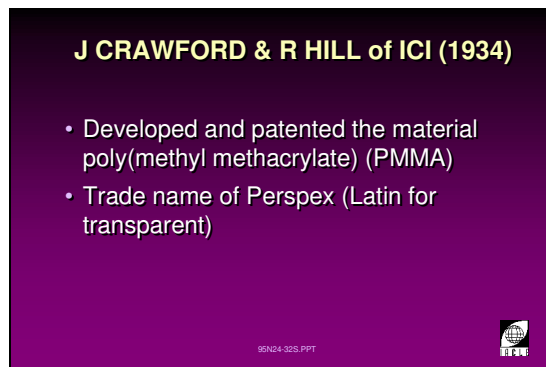 J CRAWFORD & R HILL of ICI (1934)
• Developed and patented the material
poly(methyl methacrylate) (PMMA)
• Trade name of Perspex (Latin for
transparent)
95N24-32S.PPT
IACLE